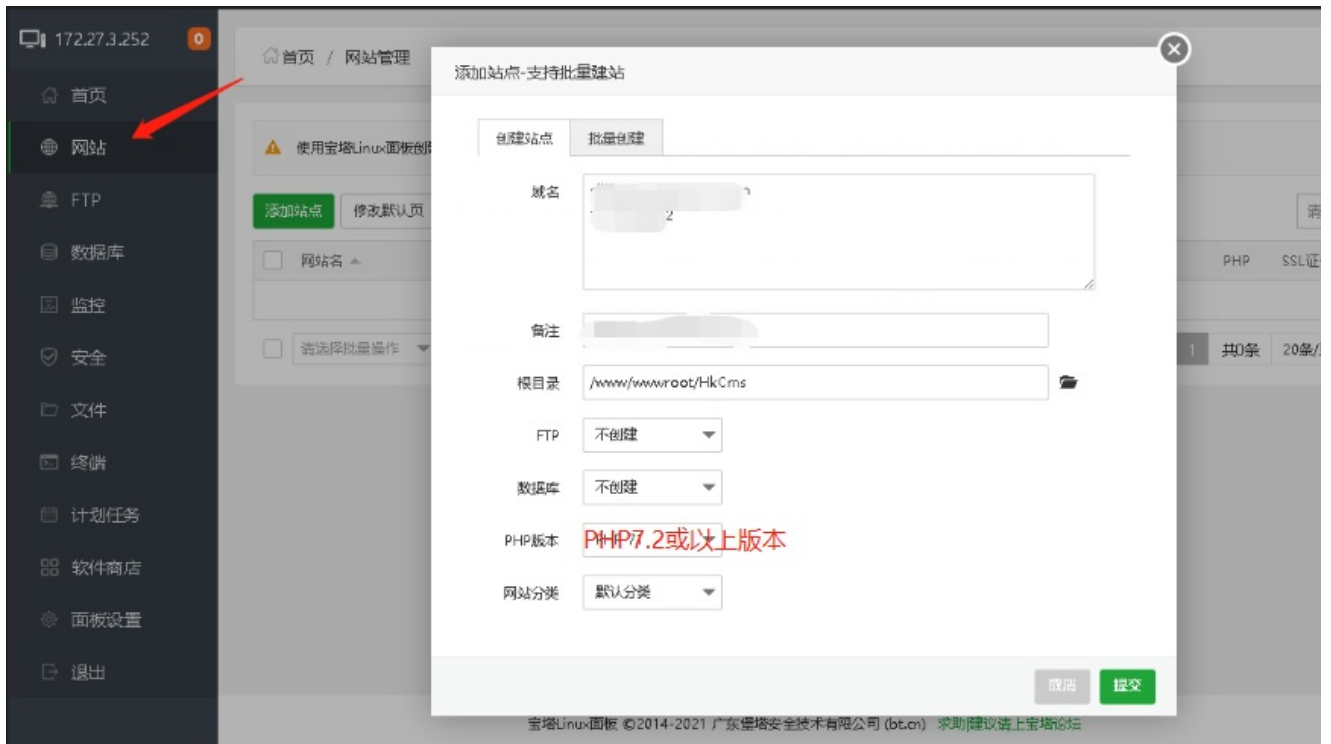 172.27.3.252
0
首页
网站
FTP
数据库
监控
安全
文件
终端
计划任务
软件商店
面板设置
退出
首页 / 网站管理
使用宝塔Linux面板创
添加站点
修改默认页
网站名
PHP
请选择批量操作
1
共0条
20条/
添加站点-支持批量建站
创建站点
批量创建
域名
2
备注
根目录
/www/wwwroot/HkCms
FTP
不创建
数据库
不创建
PHP版本
PHP7.2或以上版本
网站分类
默认分类
取消
提交
宝塔Linux面板 ©2014-2021 广东堡塔安全技术有限公司 (bt.cn) 求助|建议请上宝塔论坛